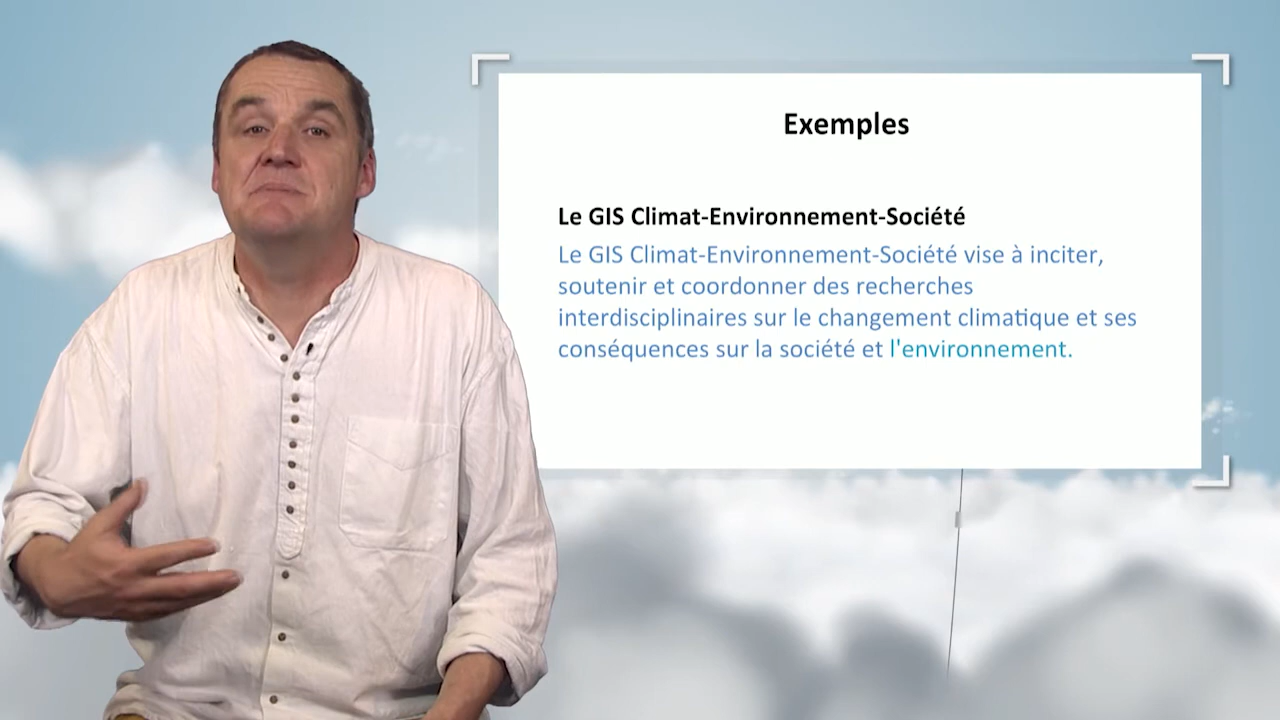 Exemples
Le GIS Climat-Environnement-Société
Le GIS Climat-Environnement-Société vise à inciter,
soutenir et coordonner des recherches
interdisciplinaires sur le changement climatique et ses
conséquences sur la société et l'environnement.